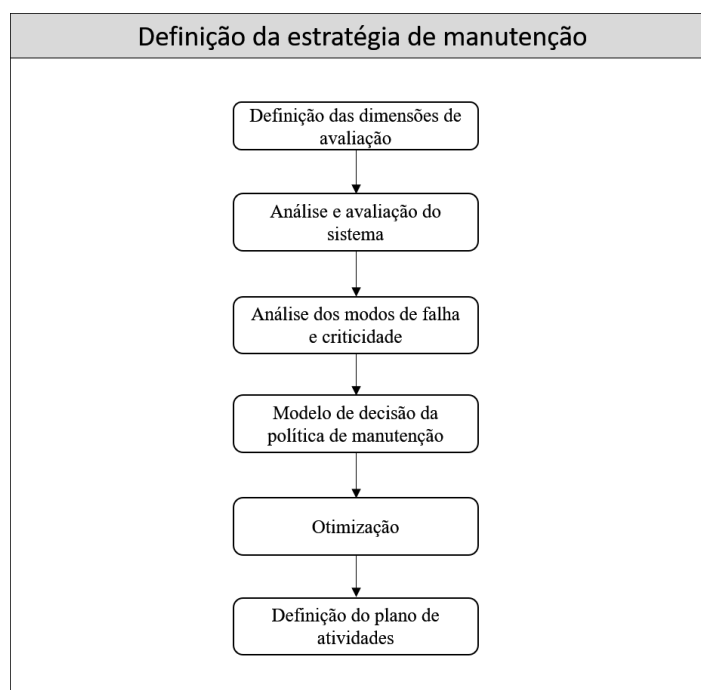 Definição da estratégia de manutenção
Definição das dimensões de
avaliação
Análise e avaliação do
sistema
Análise dos modos de falha
e criticidade
Modelo de decisão da
política de manutenção
Otimização
Definição do plano de
atividades